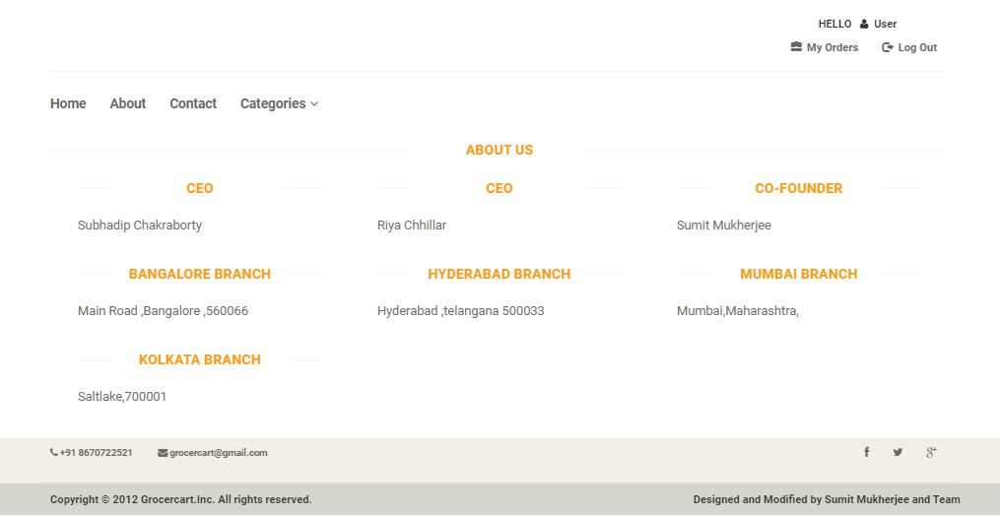 HELLO User
My Orders Log Out
Home About Contact Categories
ABOUT US
CEO CEO CO-FOUNDER
Subhadip Chakraborty Riya Chhillar Sumit Mukherjee
BANGALORE BRANCH HYDERABAD BRANCH MUMBAI BRANCH
Main Road ,Bangalore ,560066 Hyderabad ,telangana 500033 Mumbai,Maharashtra,
KOLKATA BRANCH
Saltlake,700001
+91 8670722521 grocercart@gmail.com
Copyright © 2012 Grocercart.Inc. All rights reserved. Designed and Modified by Sumit Mukherjee and Team